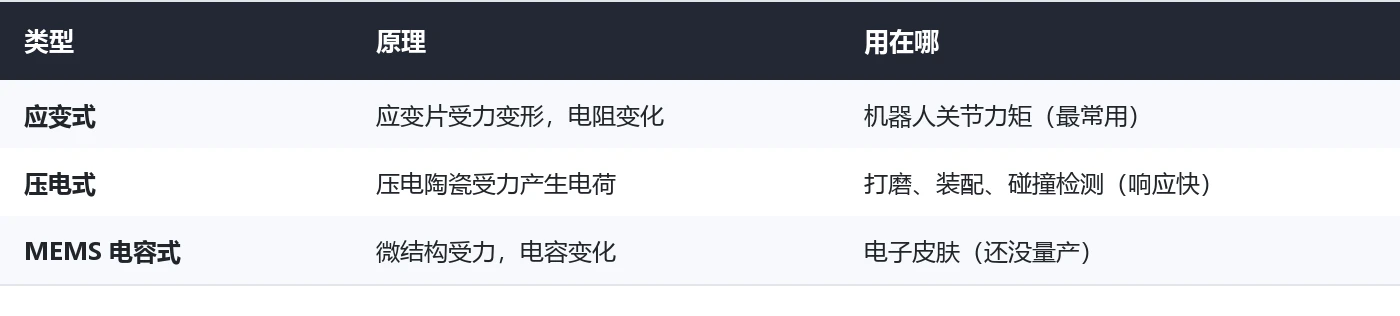 类型 原理 用在哪
应变式 应变片受力变形，电阻变化 机器人关节力矩（最常用）
压电式 压电陶瓷受力产生电荷 打磨、装配、碰撞检测（响应快）
MEMS 电容式 微结构受力，电容变化 电子皮肤（还没量产）